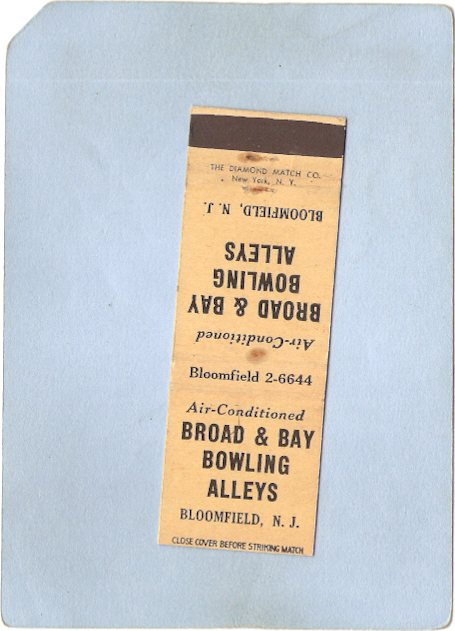 THE DIAMOND MATCH CO.
New York, N. Y.
BLOOMFIELD, N. J.
ALLEYS
BOWLING
BROAD & BAY
Air-Conditioned
Bloomfield 2-6644
Air-Conditioned
BROAD & BAY
BOWLING
ALLEYS
BLOOMFIELD, N. J.
CLOSE COVER BEFORE STRIKING MATCH